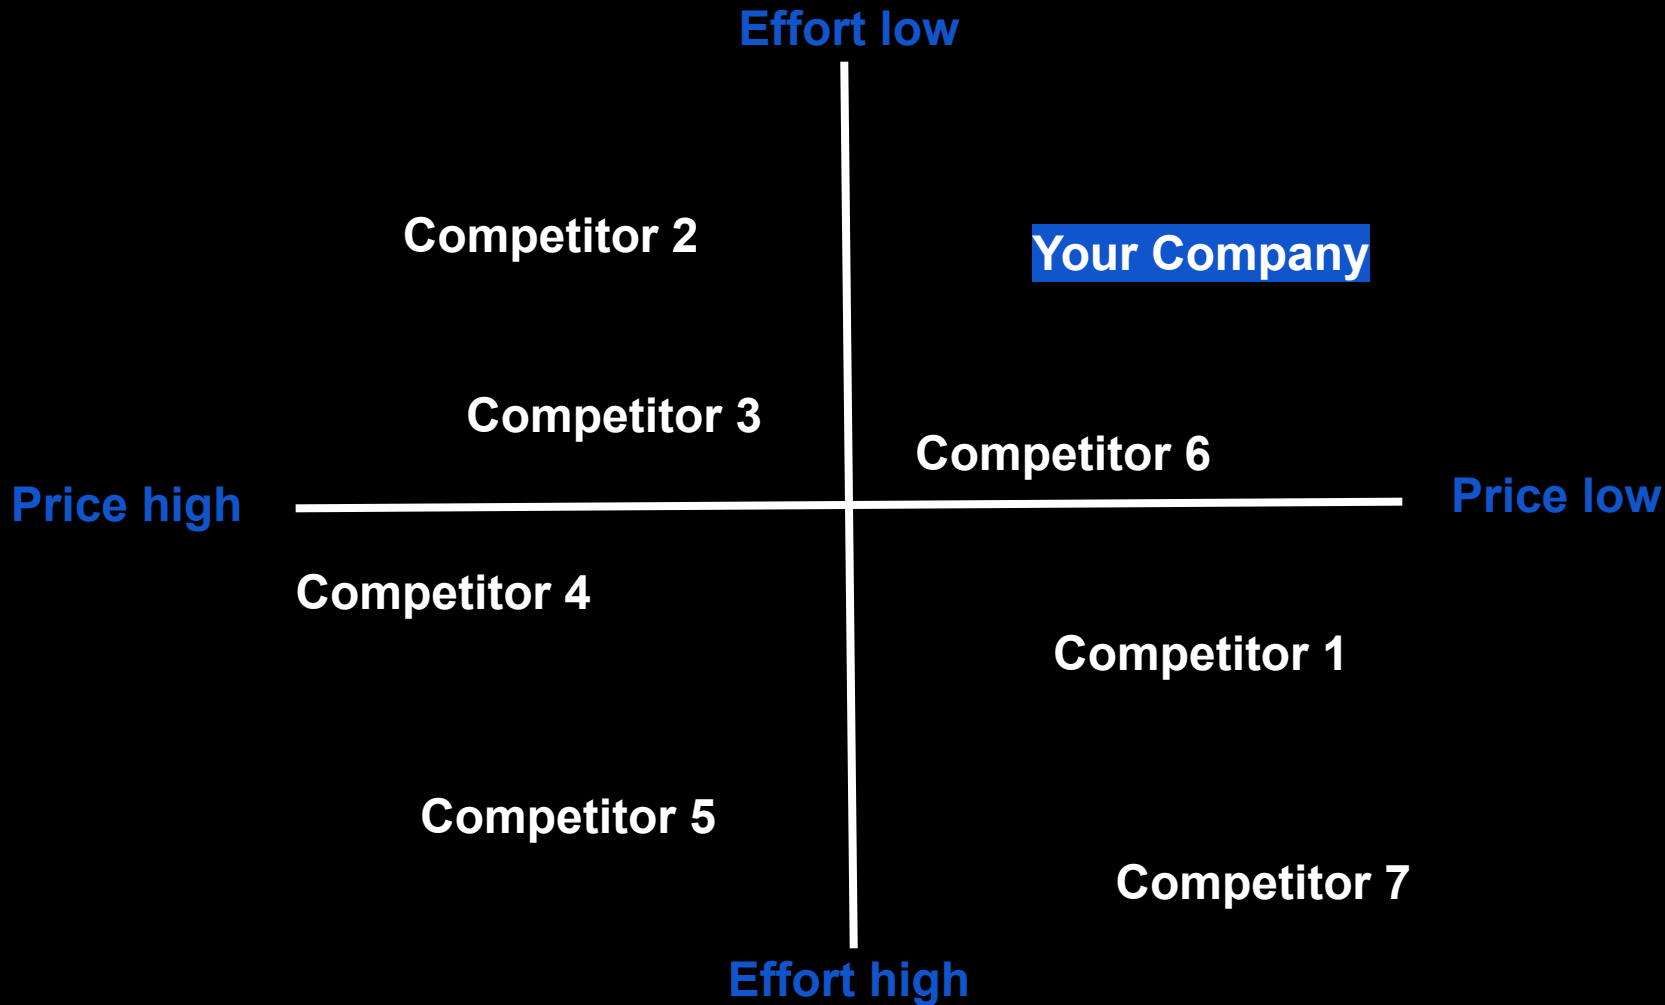 Effort low
Competitor 2
Your Company
Competitor 3
Competitor 6
Price high
Price low
Competitor 4
Competitor 1
Competitor 5
Competitor 7
Effort high